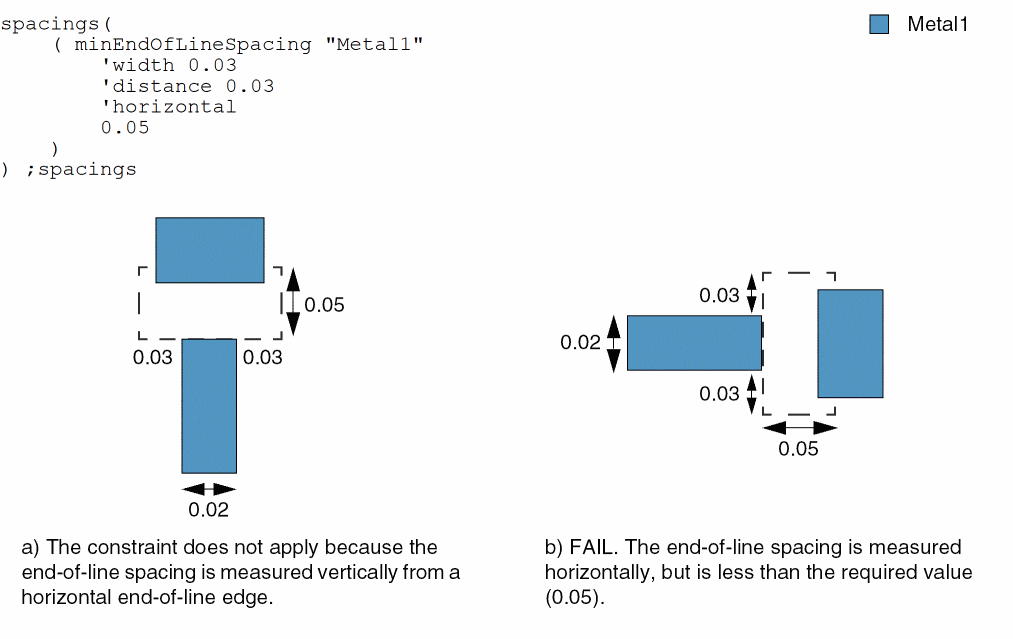 spacings(
( minEndOfLineSpacing "Metal1"
'width 0.03
'distance 0.03
'horizontal
0.05
)
) ;spacings
Metal1
0.05
0.03
0.03
0.02
a) The constraint does not apply because the
end-of-line spacing is measured vertically from a
horizontal end-of-line edge.
0.03
0.02
0.03
0.05
b) FAIL. The end-of-line spacing is measured
horizontally, but is less than the required value
(0.05).